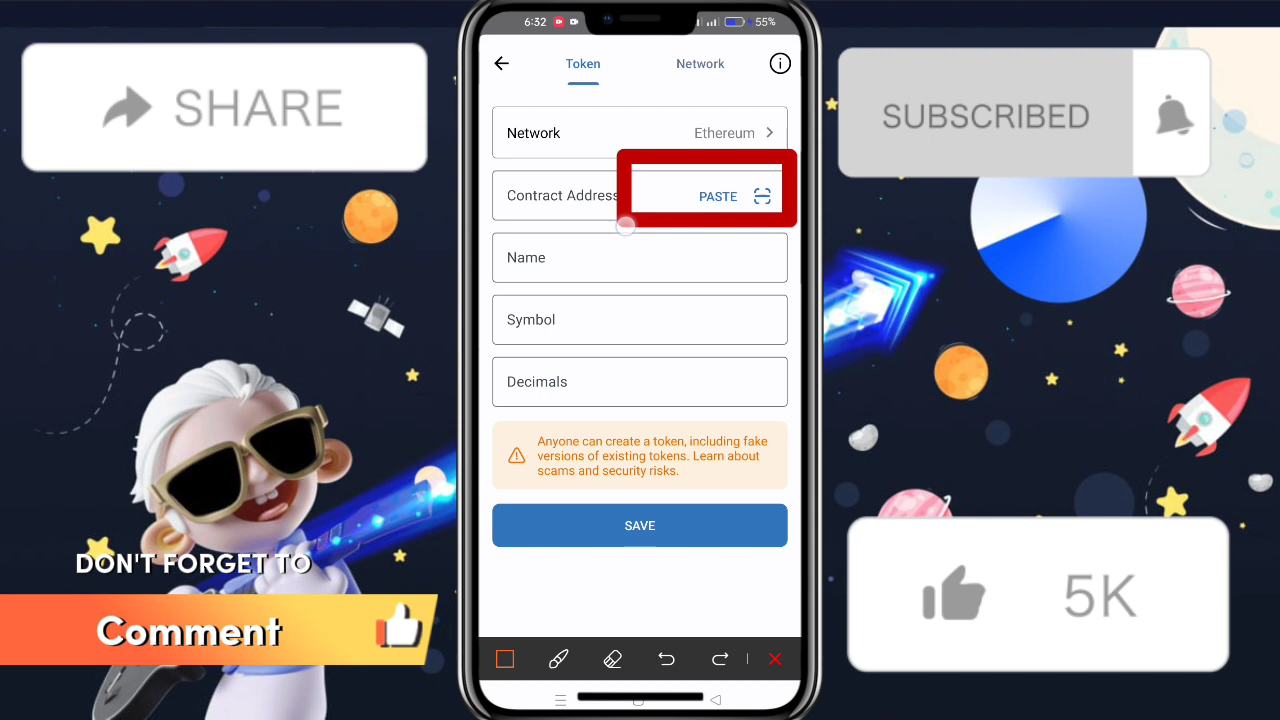 6:32
55%
SHARE
Token
Network
SUBSCRIBED
Network
Ethereum
Contract Address
PASTE
Name
Symbol
Decimals
Anyone can create a token, including fake
versions of existing tokens. Learn about
scams and security risks.
SAVE
DON'T FORGET TO
Comment
5K